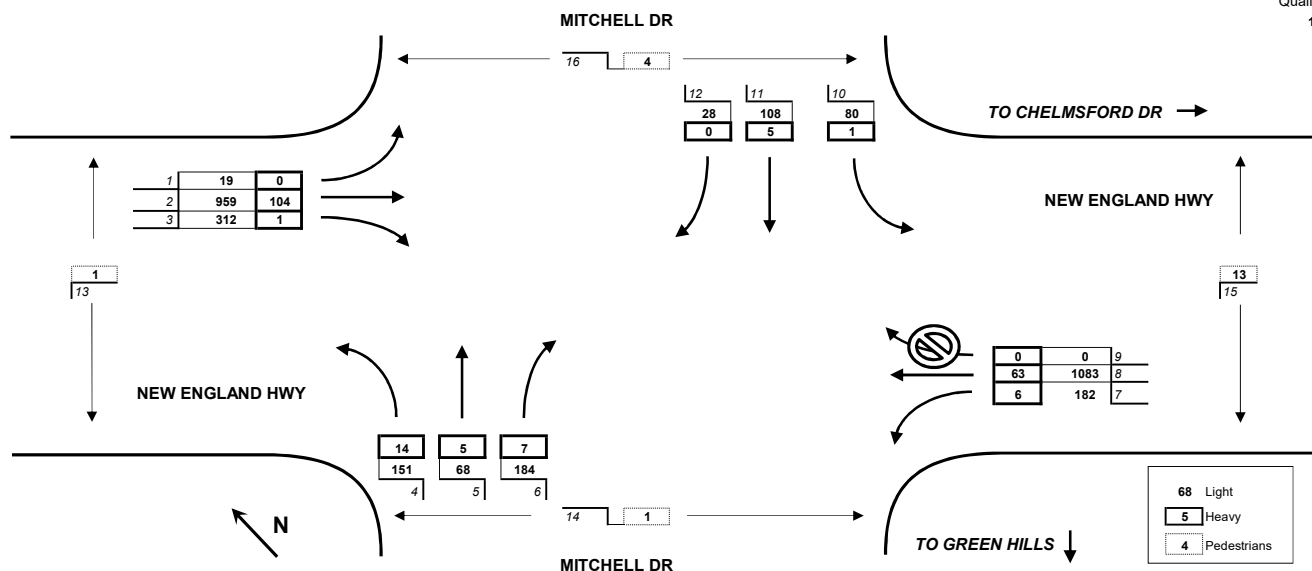 Quali
1
MITCHELL DR
16 4
12 11 10
28 108 80
0 5 1
TO CHELMSFORD DR
1 19 0
2 959 104
3 312 1
NEW ENGLAND HWY
1
13
13
15
0 0 9
63 1083 8
6 182 7
NEW ENGLAND HWY
14 5 7
151 68 184
4 5 6
14 1
N
MITCHELL DR
TO GREEN HILLS
68 Light
5 Heavy
4 Pedestrians